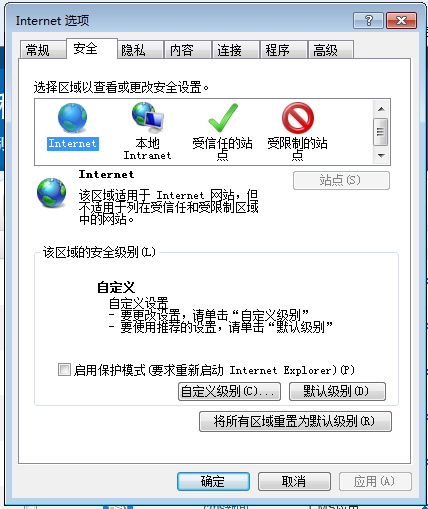 Internet 选项
常规 安全 隐私 内容 连接 程序 高级
选择区域以查看或更改安全设置。
Internet
本地
Intranet
受信任的站
点
受限制的站
点
Internet
站点(S)
该区域适用于 Internet 网站，但
不适用于列在受信任和受限制区域
中的网站。
该区域的安全级别(L)
自定义
自定义设置
- 要更改设置，请单击“自定义级别”
- 要使用推荐的设置，请单击“默认级别”
启用保护模式(要求重新启动 Internet Explorer)(P)
自定义级别(C)... 默认级别(D)
将所有区域重置为默认级别(R)
确定 取消 应用(A)